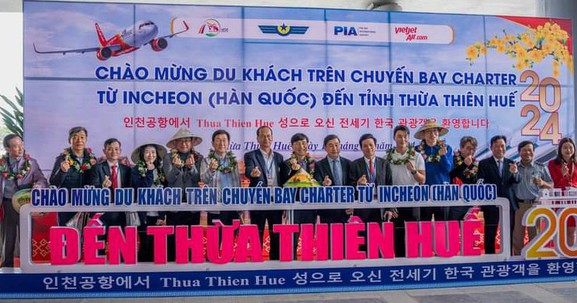 PIA
vietjet
Air.com
CHÀO MỪNG DU KHÁCH TRÊN CHUYẾN BAY CHARTER
TỪ INCHEON (HÀN QUỐC) ĐẾN TỈNH THỪA THIÊN HUẾ
인천공항에서 Thua Thien Hue 성으로 오신 전세기 한국 관광객을 환영합니다
2024
CHÀO MỪNG DU KHÁCH TRÊN CHUYẾN BAY CHARTER TỪ INCHEON (HÀN QUỐC)
ĐẾN THỪA THIÊN HUẾ
20
인천공항에서 Thua Thien Hue 성으로 오신 전세기 한국 관광객을 환영